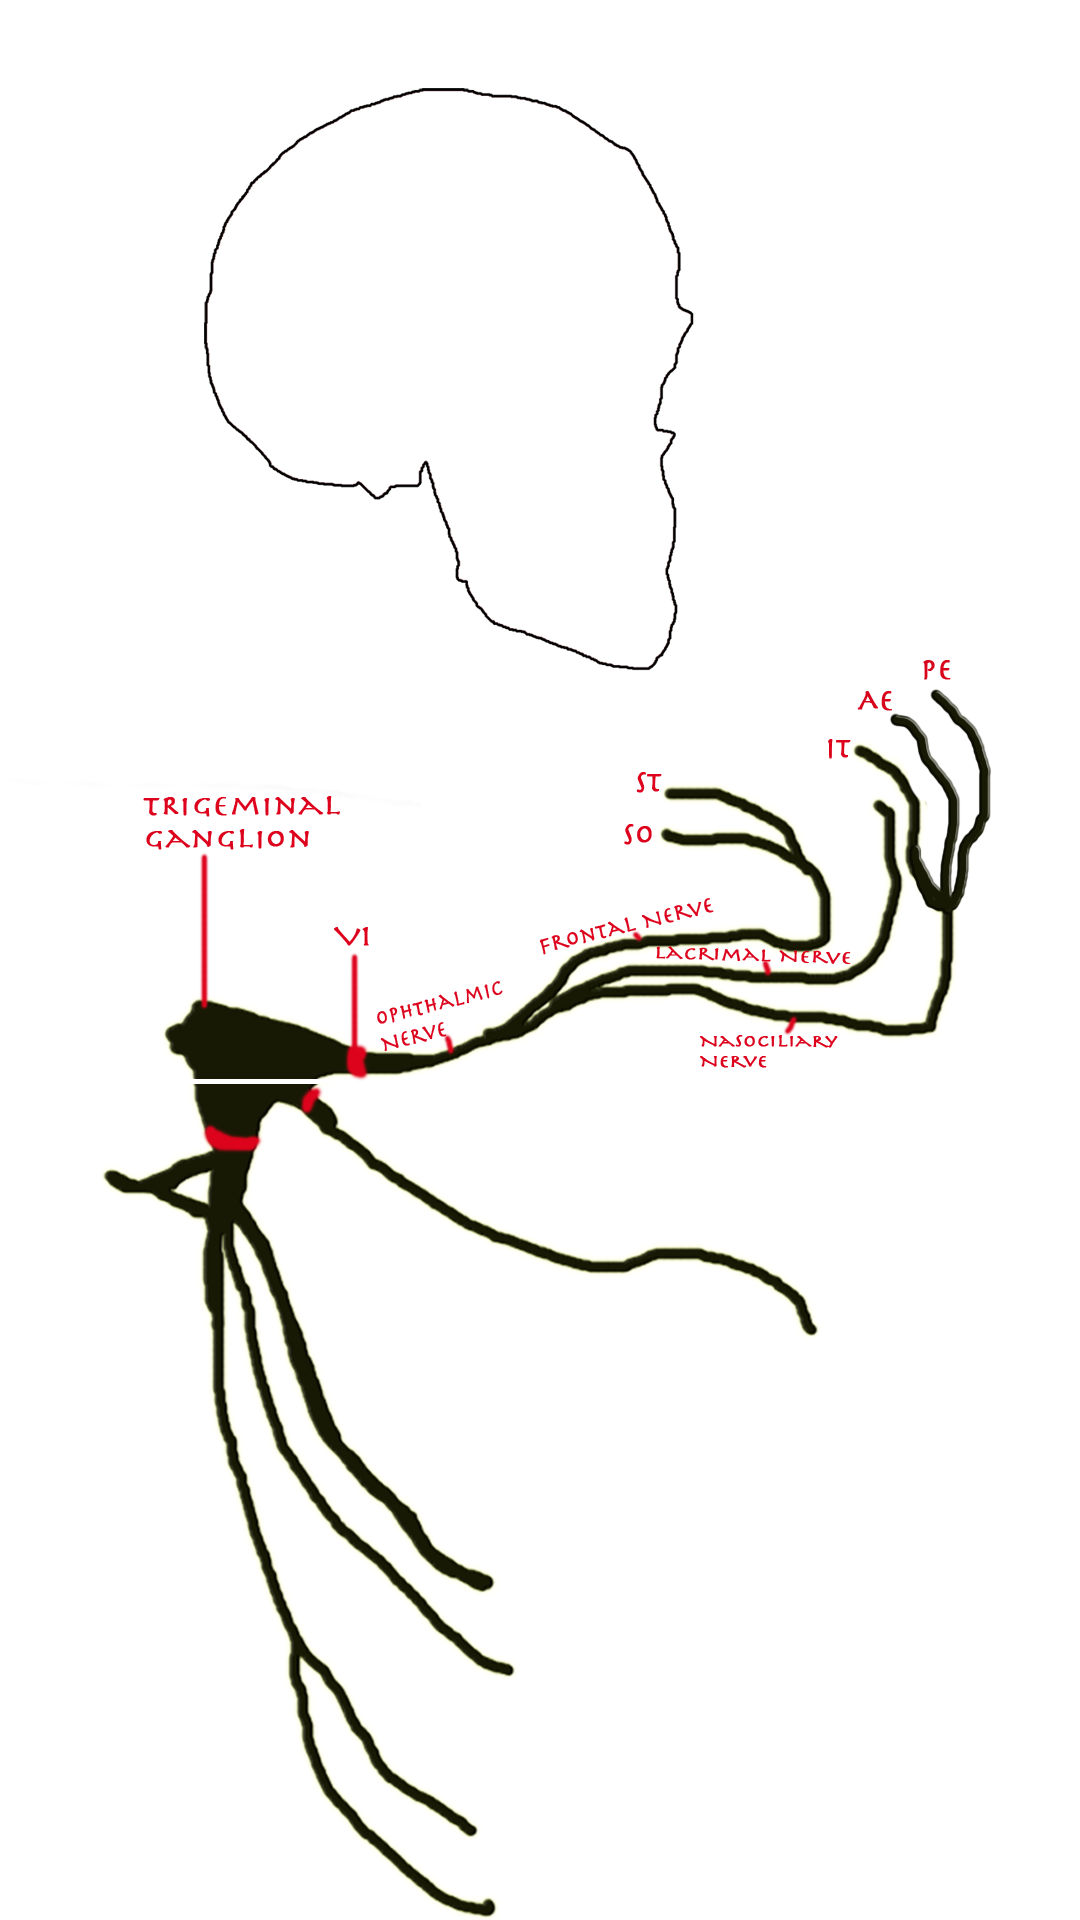 PE
AE
IT
ST
SO
TRIGEMINAL
GANGLION
FRONTAL NERVE
V1
LACRIMAL NERVE
OPHTHALMIC
NERVE
NASOCILIARY
NERVE